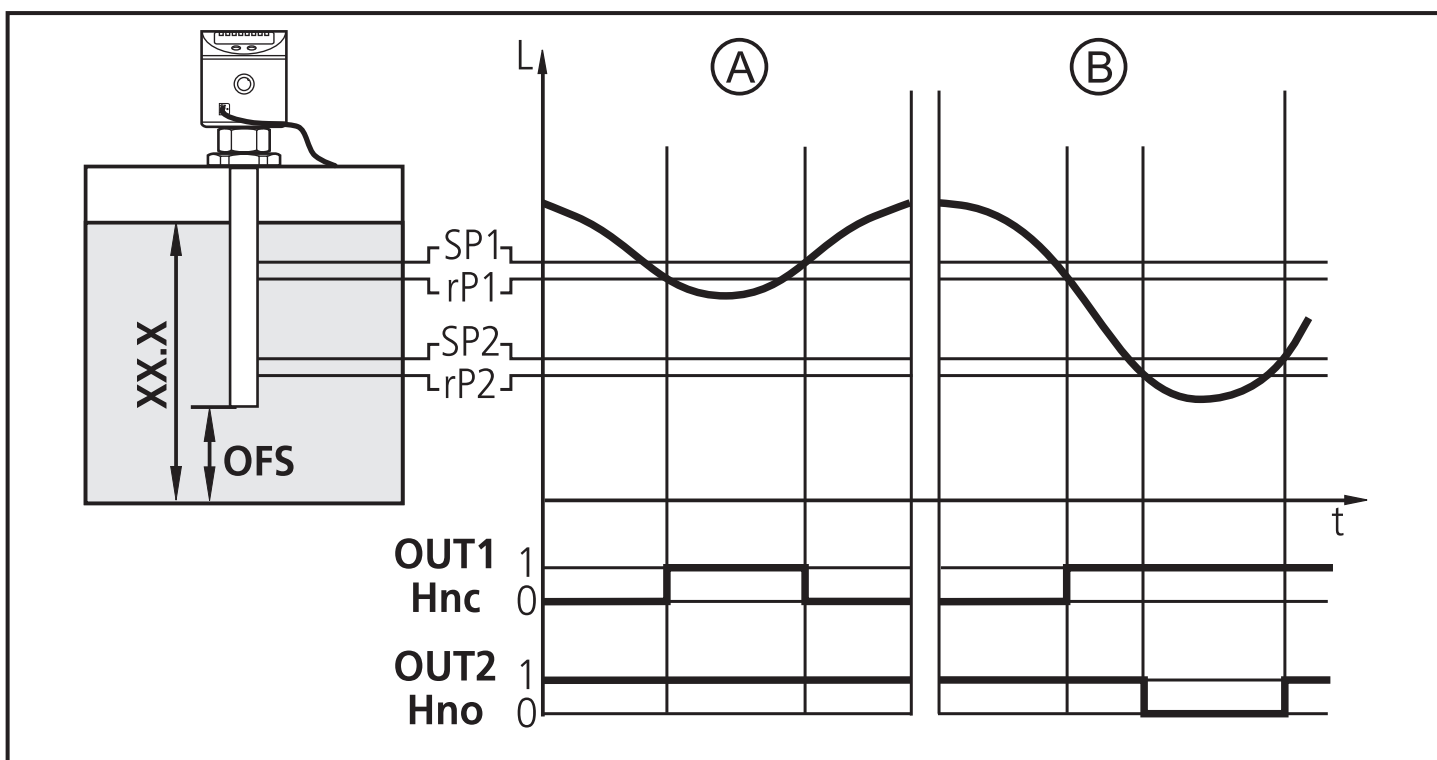 L
A
B
SP1
rP1
SP2
rP2
XX.X
OFS
t
OUT1 1
Hnc 0
OUT2 1
Hno 0